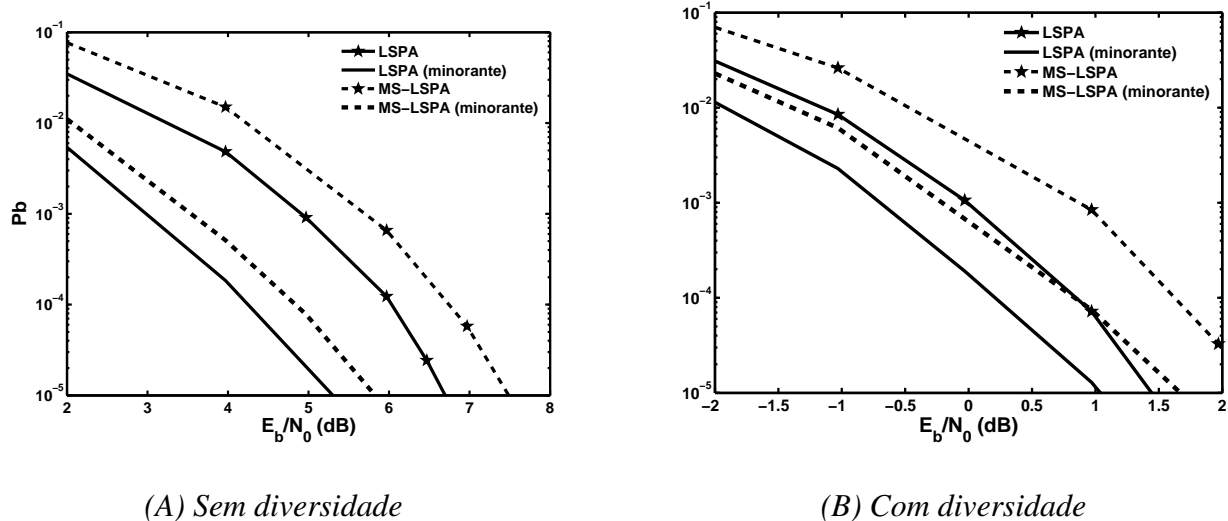 10⁻¹
10⁻²
10⁻³
10⁻⁴
10⁻⁵
Pb
2 3 4 5 6 7 8
E_b/N_0 (dB)
LSPA
LSPA (minorante)
MS−LSPA
MS−LSPA (minorante)
(A) Sem diversidade
10⁻¹
10⁻²
10⁻³
10⁻⁴
10⁻⁵
−2 −1.5 −1 −0.5 0 0.5 1 1.5 2
E_b/N_0 (dB)
LSPA
LSPA (minorante)
MS−LSPA
MS−LSPA (minorante)
(B) Com diversidade